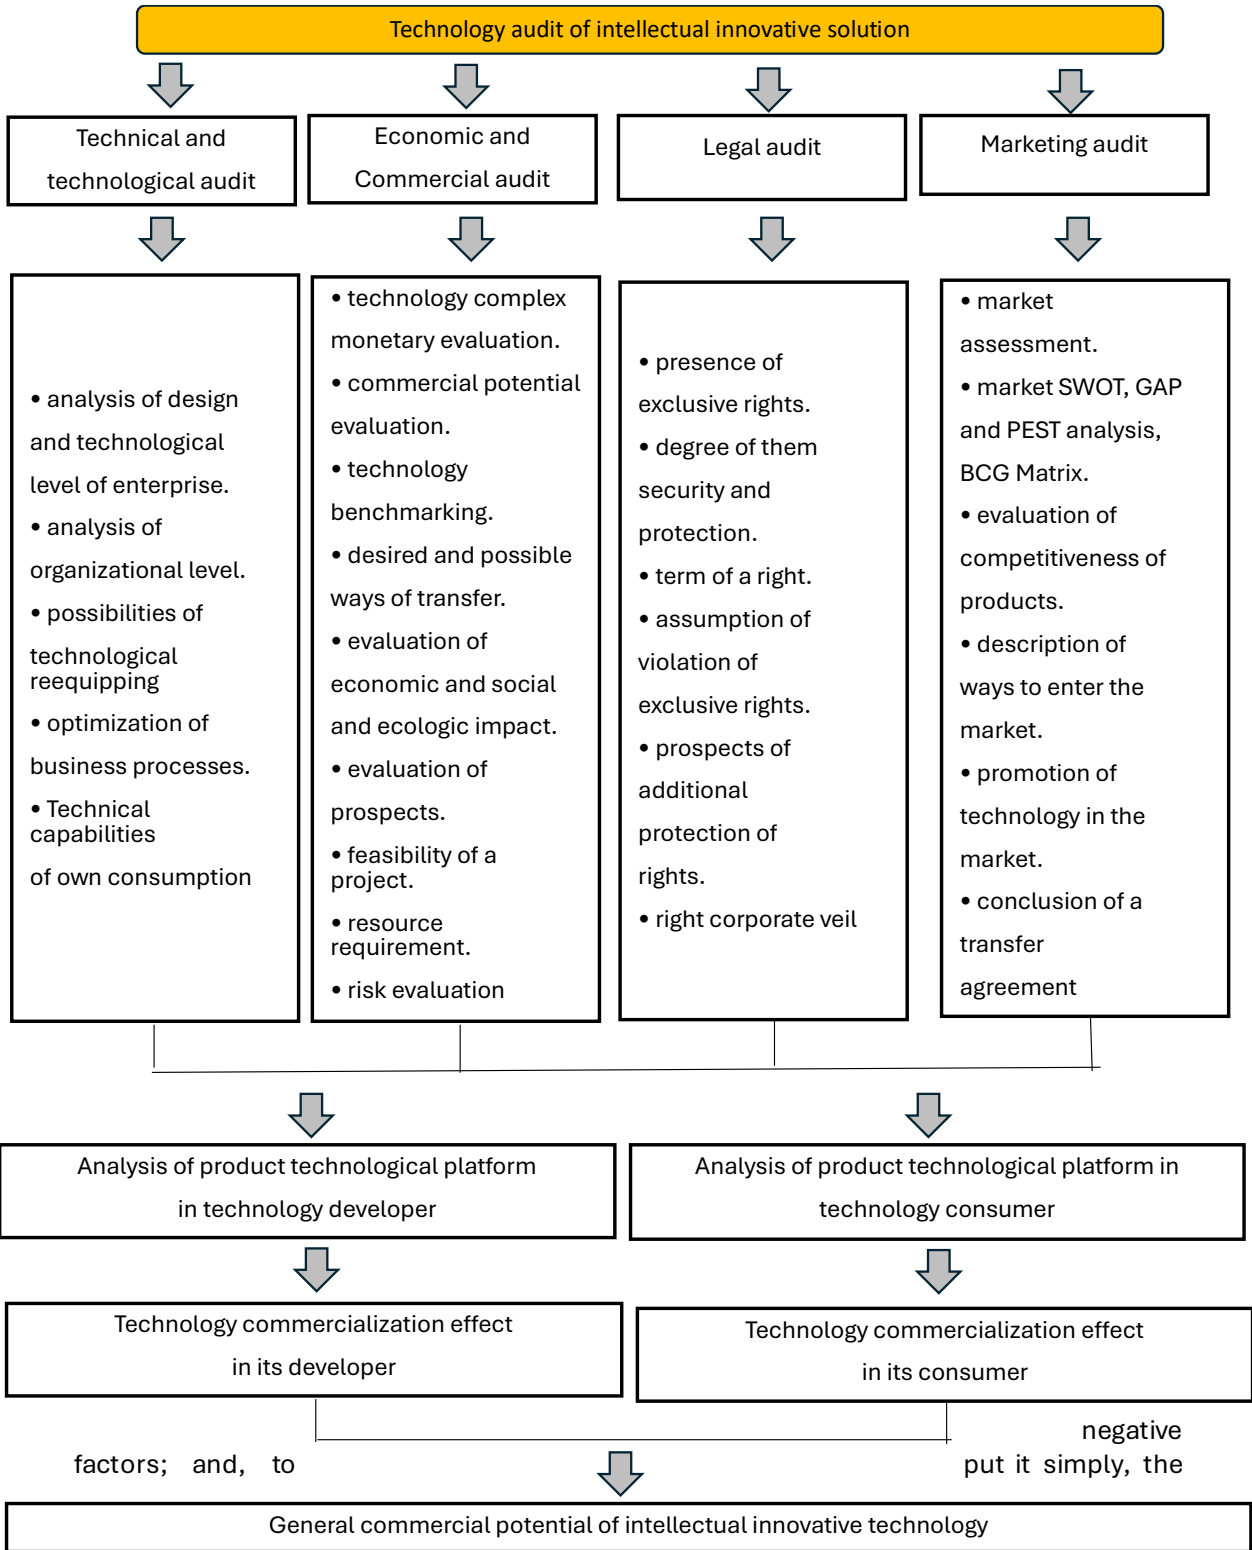 Technology audit of intellectual innovative solution
Technical and
technological audit
Economic and
Commercial audit
Legal audit
Marketing audit
• analysis of design
and technological
level of enterprise.
• analysis of
organizational level.
• possibilities of
technological
reequipping
• optimization of
business processes.
• Technical
capabilities
of own consumption
• technology complex
monetary evaluation.
• commercial potential
evaluation.
• technology
benchmarking.
• desired and possible
ways of transfer.
• evaluation of
economic and social
and ecologic impact.
• evaluation of
prospects.
• feasibility of a
project.
• resource
requirement.
• risk evaluation
• presence of
exclusive rights.
• degree of them
security and
protection.
• term of a right.
• assumption of
violation of
exclusive rights.
• prospects of
additional
protection of
rights.
• right corporate veil
• market
assessment.
• market SWOT, GAP
and PEST analysis,
BCG Matrix.
• evaluation of
competitiveness of
products.
• description of
ways to enter the
market.
• promotion of
technology in the
market.
• conclusion of a
transfer
agreement
Analysis of product technological platform
in technology developer
Analysis of product technological platform in
technology consumer
Technology commercialization effect
in its developer
Technology commercialization effect
in its consumer
negative
factors; and, to
put it simply, the
General commercial potential of intellectual innovative technology